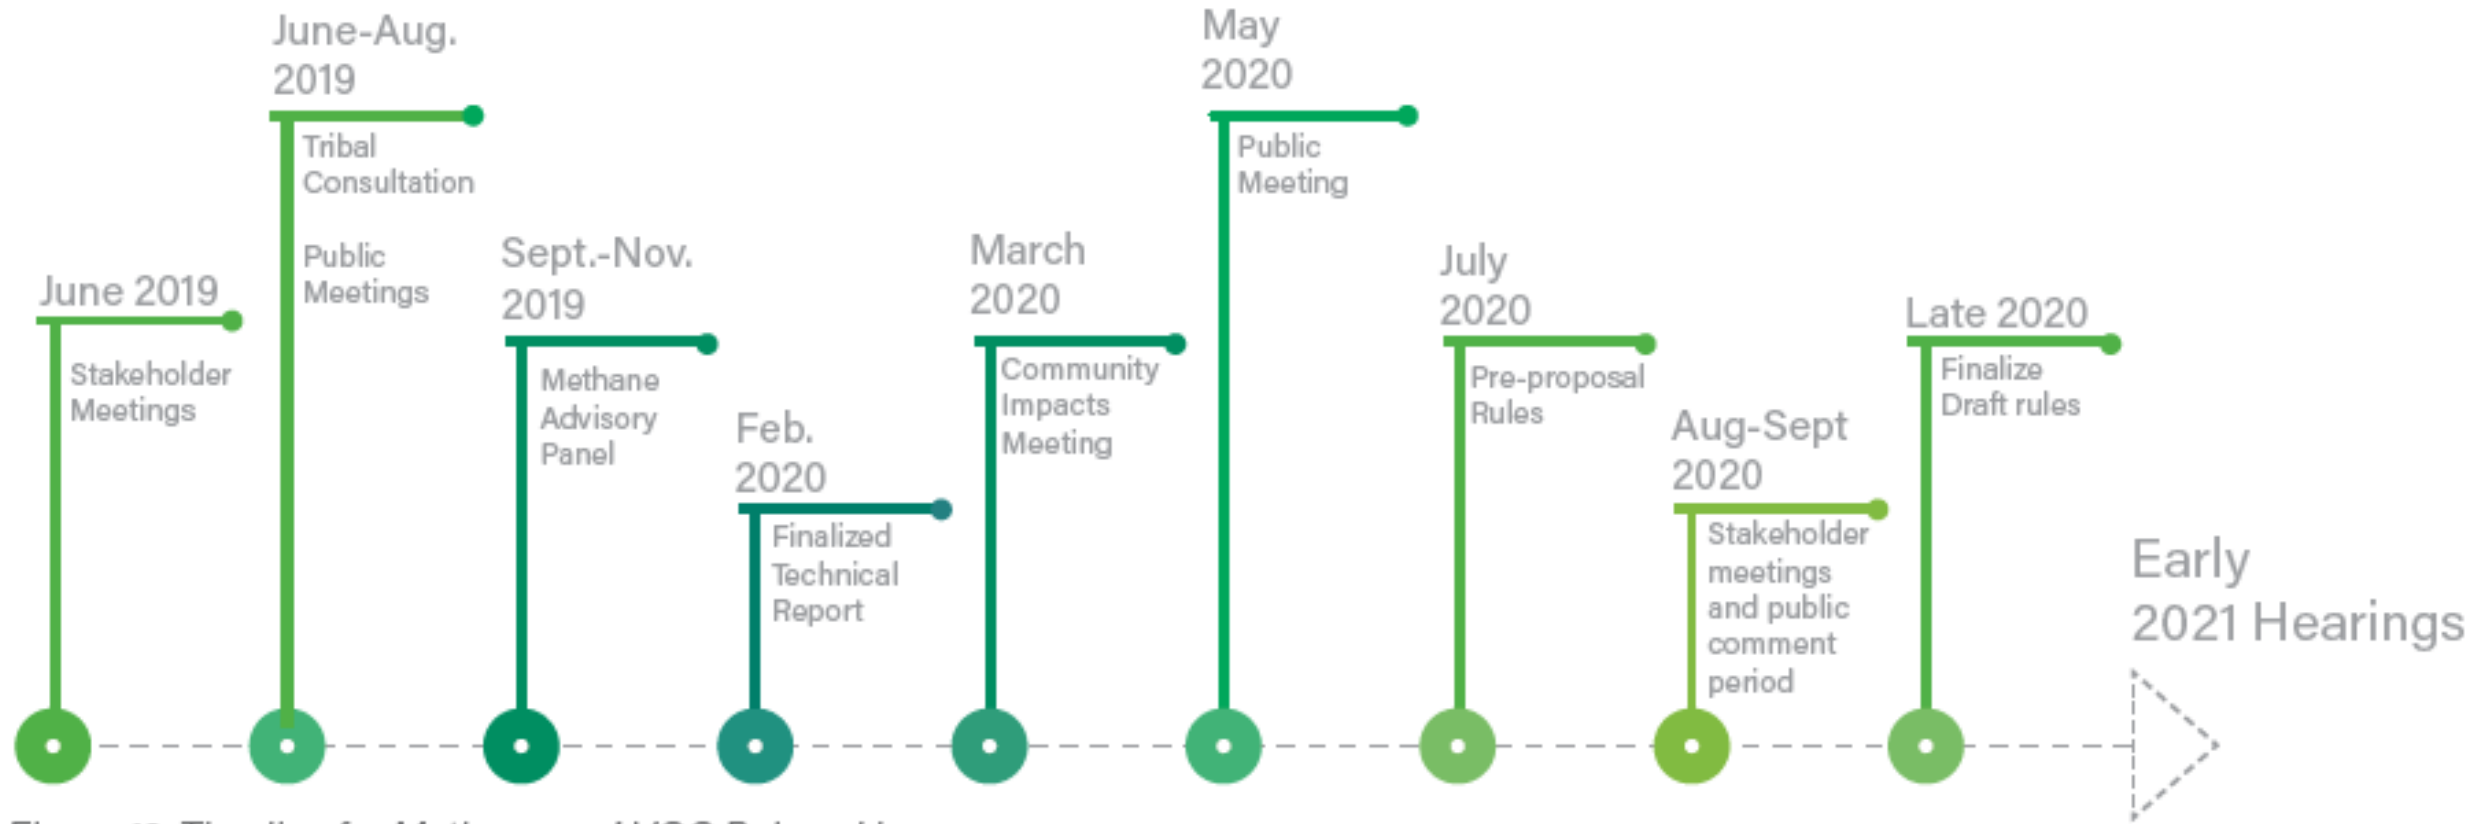 June 2019
Stakeholder
Meetings
June-Aug.
2019
Tribal
Consultation
Public
Meetings
Sept.-Nov.
2019
Methane
Advisory
Panel
Feb.
2020
Finalized
Technical
Report
March
2020
Community
Impacts
Meeting
May
2020
Public
Meeting
July
2020
Pre-proposal
Rules
Aug-Sept
2020
Stakeholder
meetings
and public
comment
period
Late 2020
Finalize
Draft rules
Early
2021 Hearings